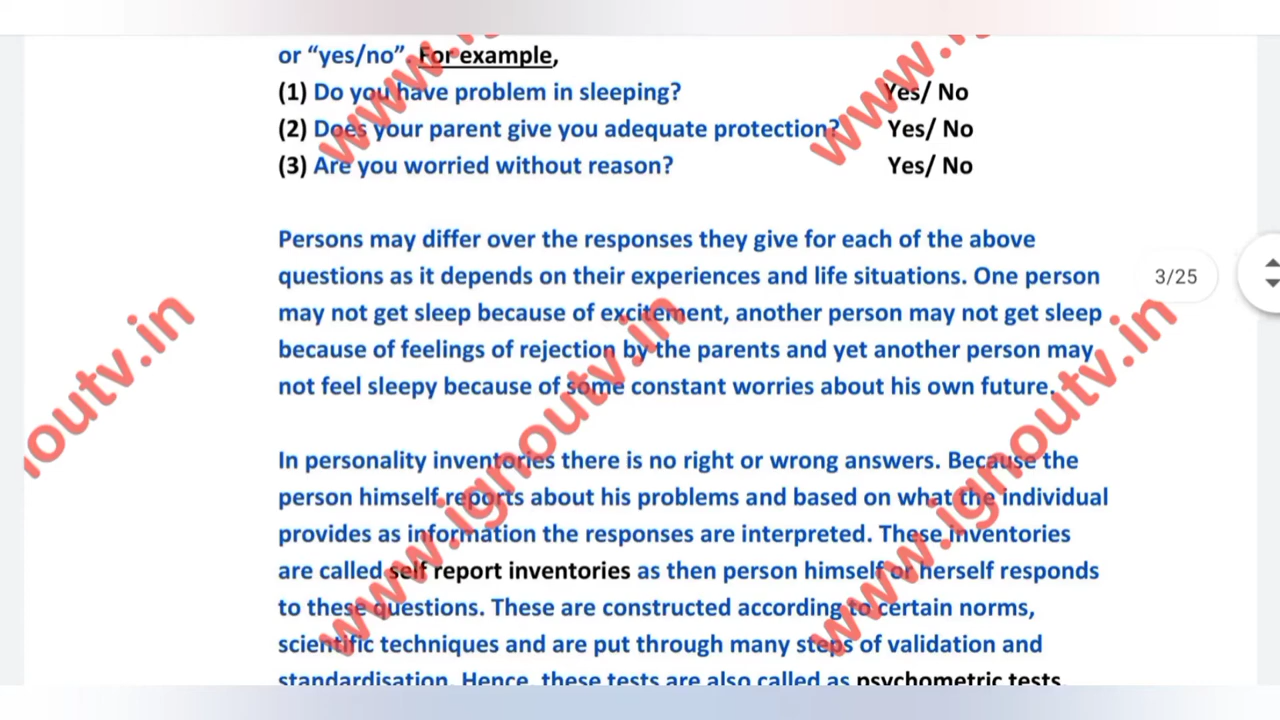 or “yes/no”. For example,
(1) Do you have problem in sleeping? Yes/ No
(2) Does your parent give you adequate protection? Yes/ No
(3) Are you worried without reason? Yes/ No
Persons may differ over the responses they give for each of the above
questions as it depends on their experiences and life situations. One person
3/25
may not get sleep because of excitement, another person may not get sleep
because of feelings of rejection by the parents and yet another person may
not feel sleepy because of some constant worries about his own future.
In personality inventories there is no right or wrong answers. Because the
person himself reports about his problems and based on what the individual
provides as information the responses are interpreted. These inventories
are called self report inventories as then person himself or herself responds
to these questions. These are constructed according to certain norms,
scientific techniques and are put through many steps of validation and
standardisation. Hence, these tests are also called as psychometric tests.
www.ignoutv.in
www.ignoutv.in
noutv.in